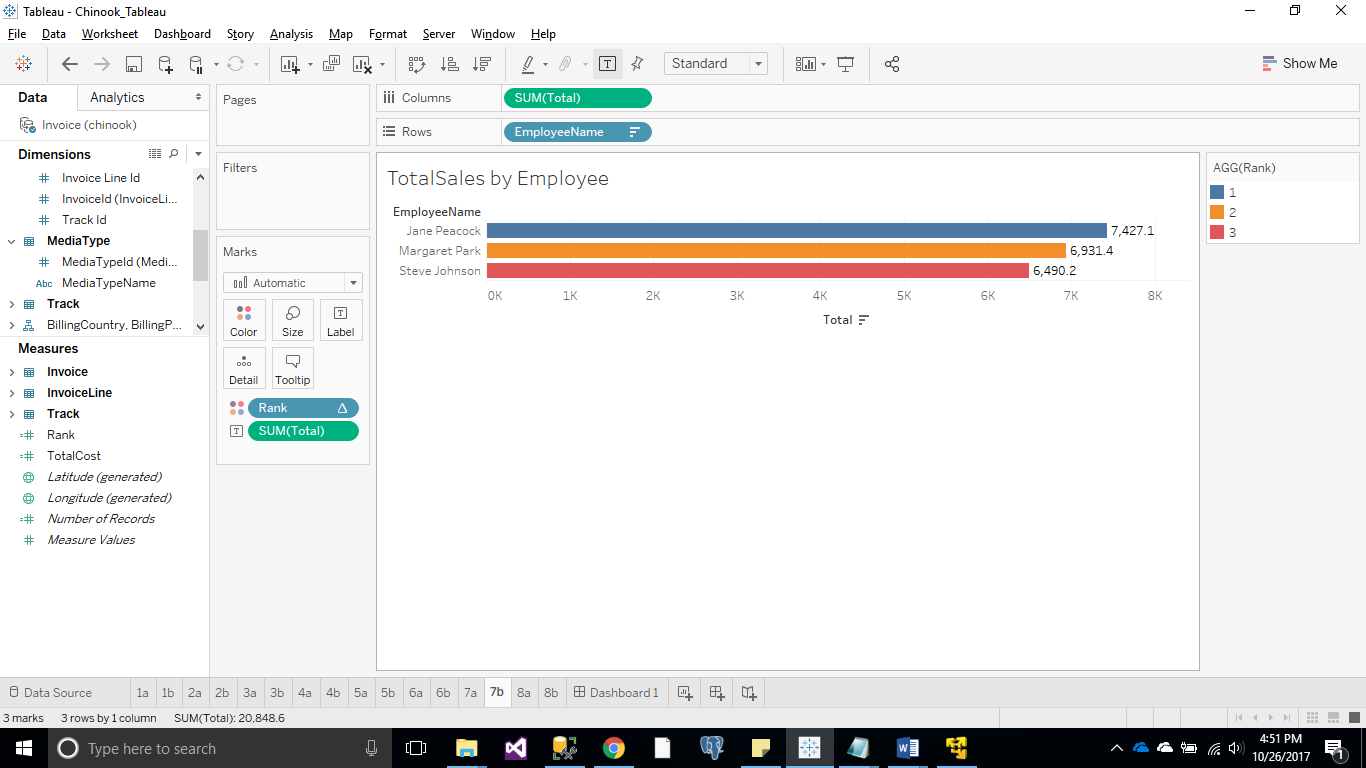 Tableau - Chinook_Tableau
File Data Worksheet Dashboard Story Analysis Map Format Server Window Help
T Standard Show Me
Data Analytics
Invoice (chinook)
Dimensions
Invoice Line Id
InvoiceId (InvoiceLi...
Track Id
MediaType
MediaTypeId (Medi...
Abc MediaTypeName
Track
BillingCountry, BillingP...
Measures
Invoice
InvoiceLine
Track
Rank
TotalCost
Latitude (generated)
Longitude (generated)
Number of Records
Measure Values
Pages
Filters
Marks
Automatic
Color Size Label
Detail Tooltip
Rank
SUM(Total)
Columns SUM(Total)
Rows EmployeeName
TotalSales by Employee
EmployeeName
Jane Peacock 7,427.1
Margaret Park 6,931.4
Steve Johnson 6,490.2
0K 1K 2K 3K 4K 5K 6K 7K 8K
Total
AGG(Rank)
1
2
3
Data Source 1a 1b 2a 2b 3a 3b 4a 4b 5a 5b 6a 6b 7a 7b 8a 8b Dashboard 1
3 marks 3 rows by 1 column SUM(Total): 20,848.6
Type here to search
4:51 PM
10/26/2017
1